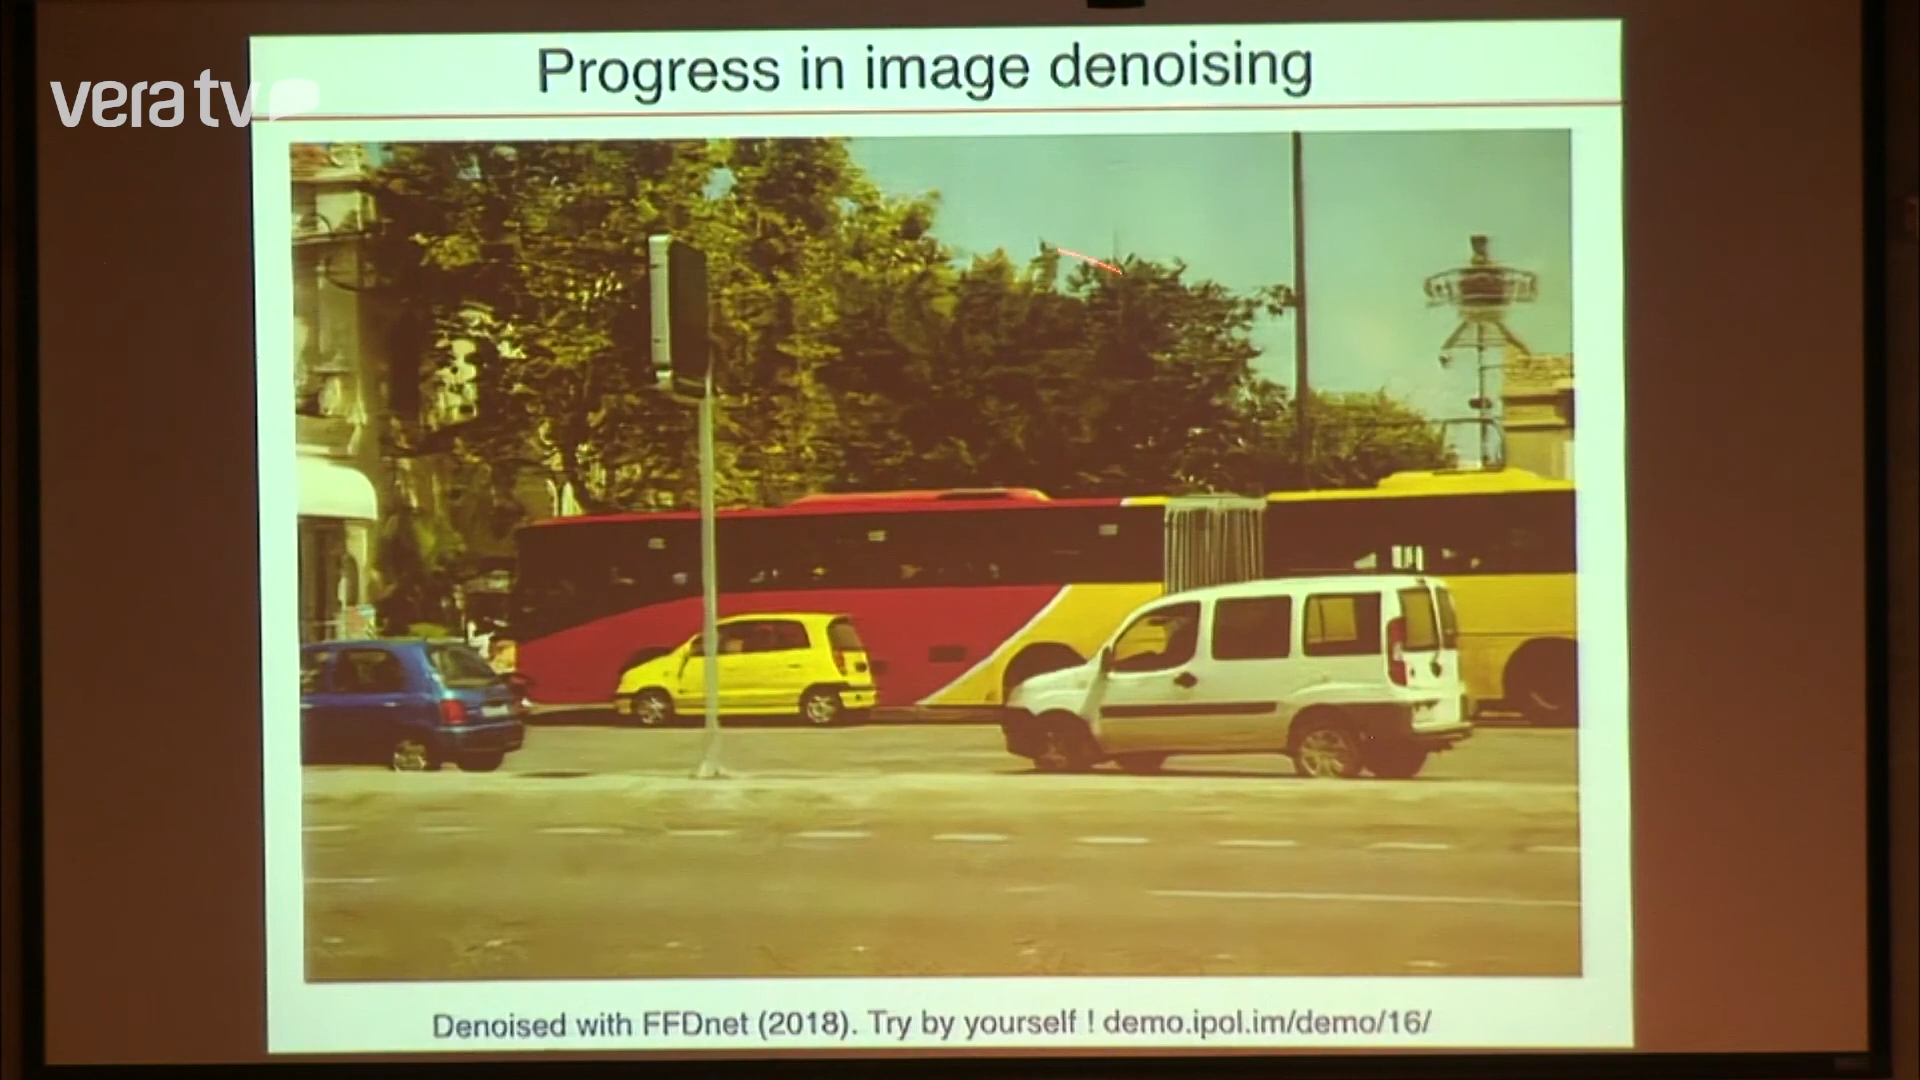 Progress in image denoising
vera tv
Denoised with FFDnet (2018). Try by yourself ! demo.ipol.im/demo/16/